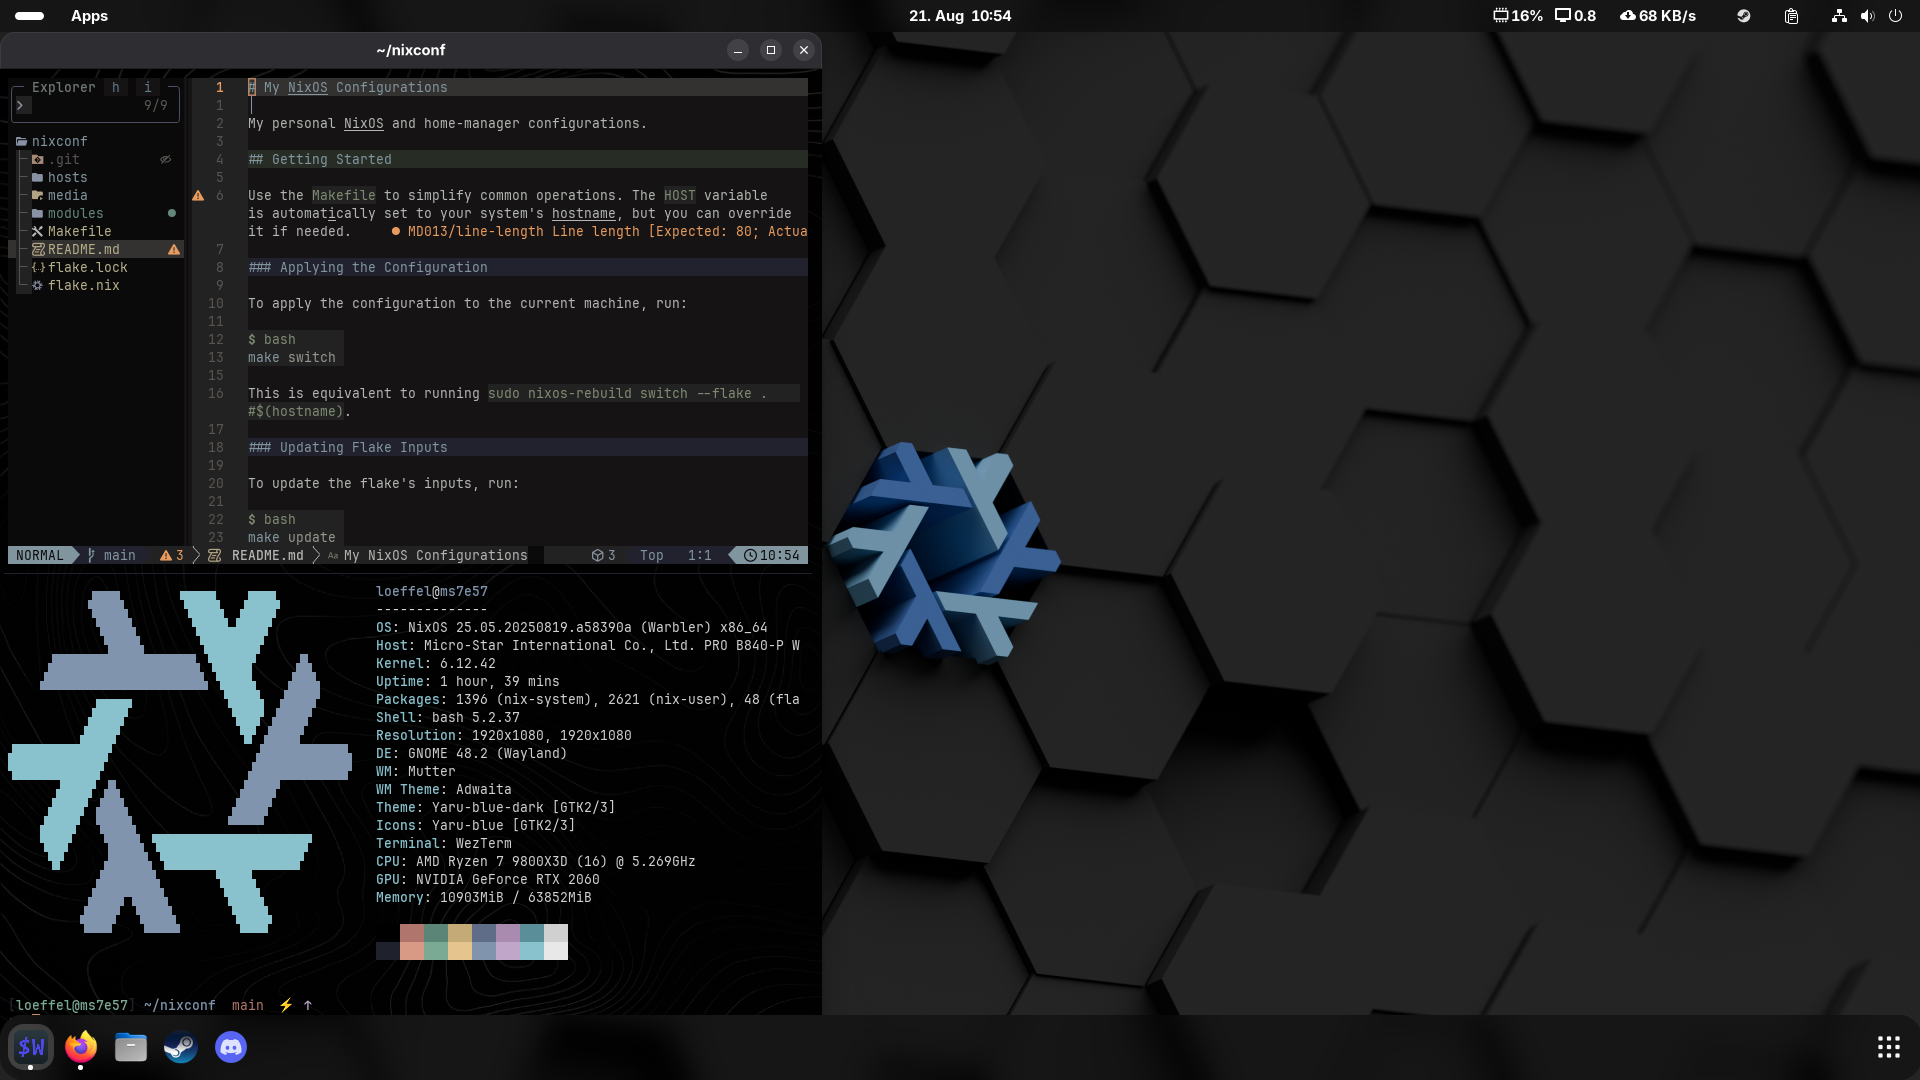 Apps
21. Aug 10:54
16% 0.8 68 KB/s
~/nixconf
Explorer h i
> 9/9
nixconf
.git
hosts
media
modules
Makefile
README.md
flake.lock
flake.nix
1 # My NixOS Configurations
1
2 My personal NixOS and home-manager configurations.
3
4 ## Getting Started
5
6 Use the Makefile to simplify common operations. The HOST variable
is automatically set to your system's hostname, but you can override
it if needed. ● MD013/line-length Line length [Expected: 80; Actua
7
8 ### Applying the Configuration
9
10 To apply the configuration to the current machine, run:
11
12 $ bash
13 make switch
15
16 This is equivalent to running sudo nixos-rebuild switch --flake .
#$(hostname).
17
18 ### Updating Flake Inputs
19
20 To update the flake's inputs, run:
21
22 $ bash
23 make update
NORMAL main 3 README.md Aa My NixOS Configurations 3 Top 1:1 10:54
loeffel@ms7e57
--------------
OS: NixOS 25.05.20250819.a58390a (Warbler) x86_64
Host: Micro-Star International Co., Ltd. PRO B840-P W
Kernel: 6.12.42
Uptime: 1 hour, 39 mins
Packages: 1396 (nix-system), 2621 (nix-user), 48 (fla
Shell: bash 5.2.37
Resolution: 1920x1080, 1920x1080
DE: GNOME 48.2 (Wayland)
WM: Mutter
WM Theme: Adwaita
Theme: Yaru-blue-dark [GTK2/3]
Icons: Yaru-blue [GTK2/3]
Terminal: WezTerm
CPU: AMD Ryzen 7 9800X3D (16) @ 5.269GHz
GPU: NVIDIA GeForce RTX 2060
Memory: 10903MiB / 63852MiB
[loeffel@ms7e57] ~/nixconf main ⚡ ↑
$W